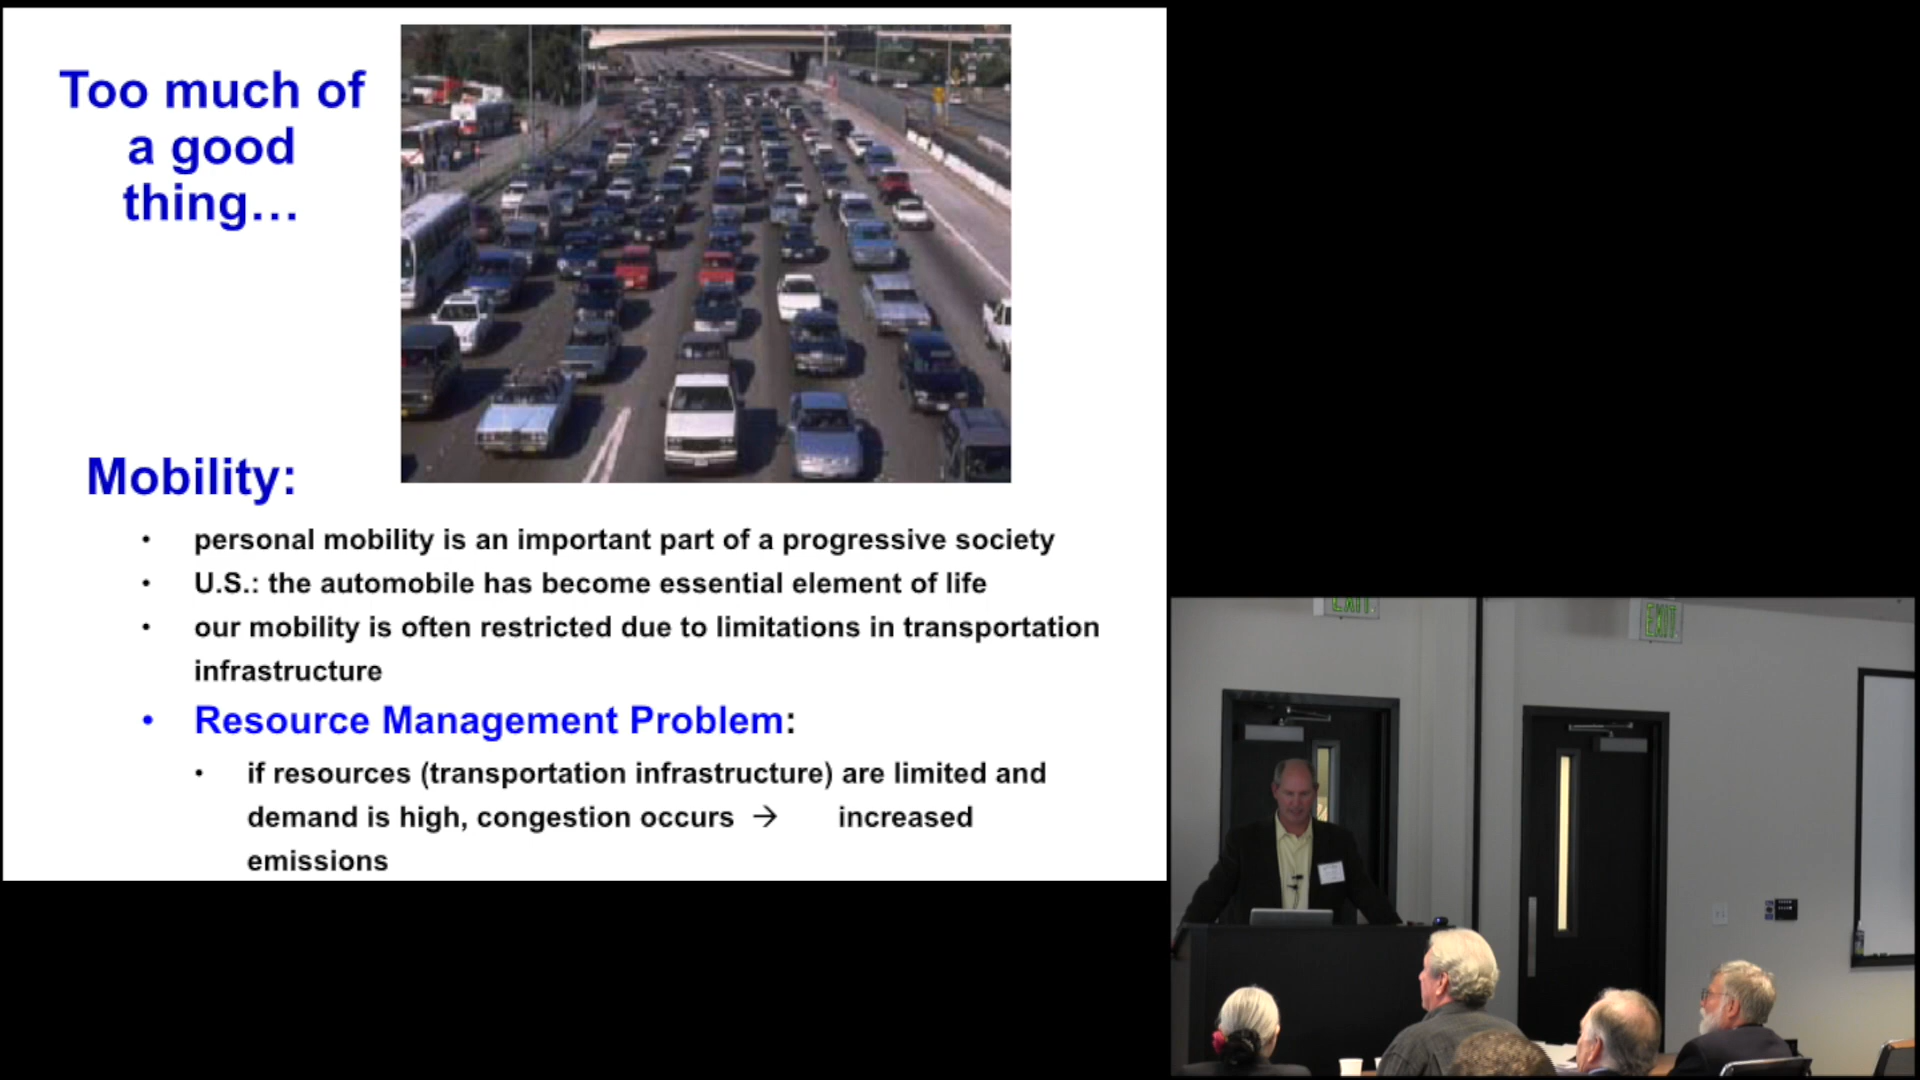 Too much of
a good
thing…
Mobility:
• personal mobility is an important part of a progressive society
• U.S.: the automobile has become essential element of life
• our mobility is often restricted due to limitations in transportation
infrastructure
• Resource Management Problem:
• if resources (transportation infrastructure) are limited and
demand is high, congestion occurs → increased
emissions
EXIT
EXIT